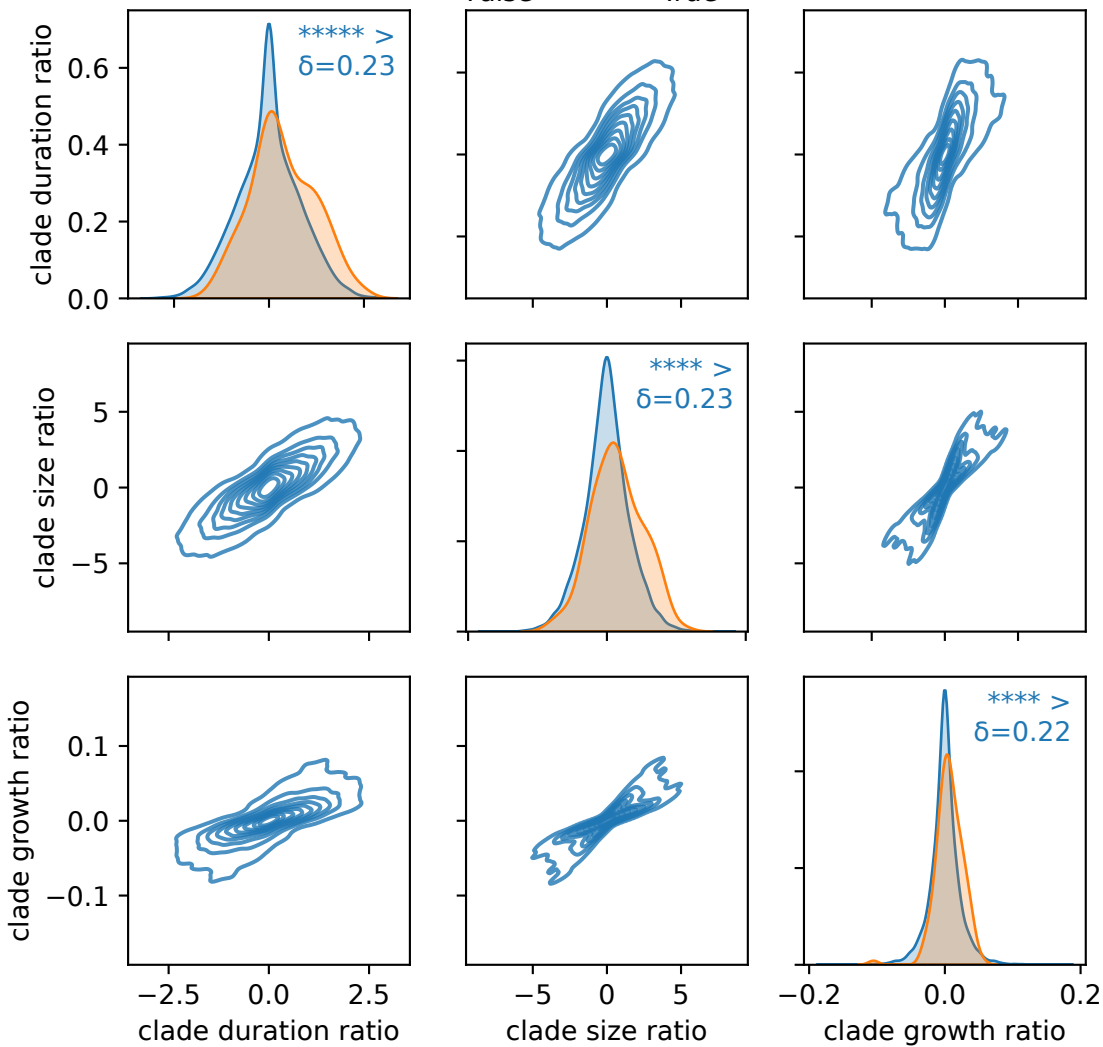 clade duration ratio
0.6
0.4
0.2
0.0
***** >
δ=0.23
clade size ratio
5
0
−5
**** >
δ=0.23
clade growth ratio
0.1
0.0
−0.1
**** >
δ=0.22
−2.5 0.0 2.5
−5 0 5
−0.2 0.0 0.2
clade duration ratio
clade size ratio
clade growth ratio